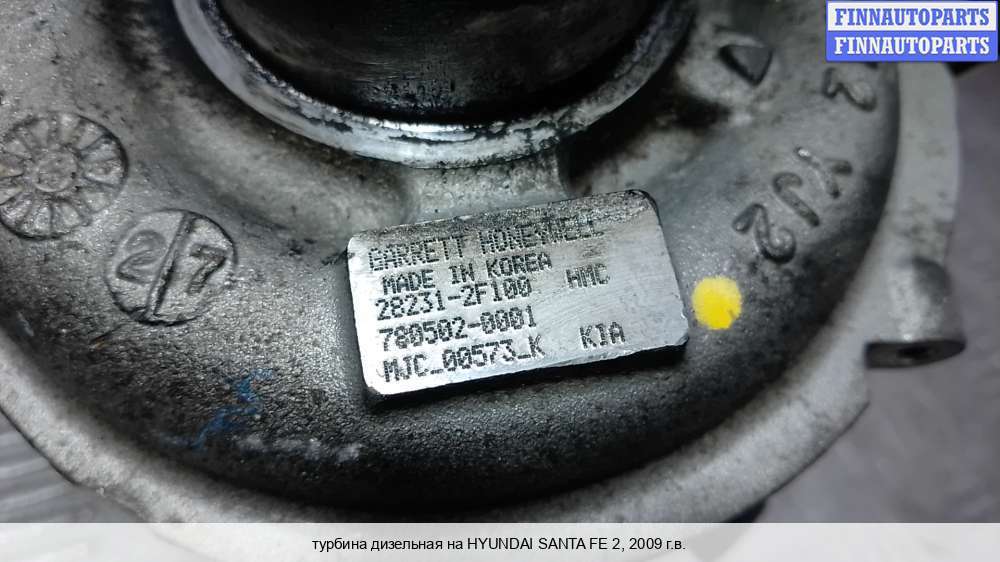 FINNAUTOPARTS
FINNAUTOPARTS
YJ2
2/7
GARRETT HONEYWELL
MADE IN KOREA
28231-2F100 HMC
780502-0001
MJC_00573_K KIA
турбина дизельная на HYUNDAI SANTA FE 2, 2009 г.в.